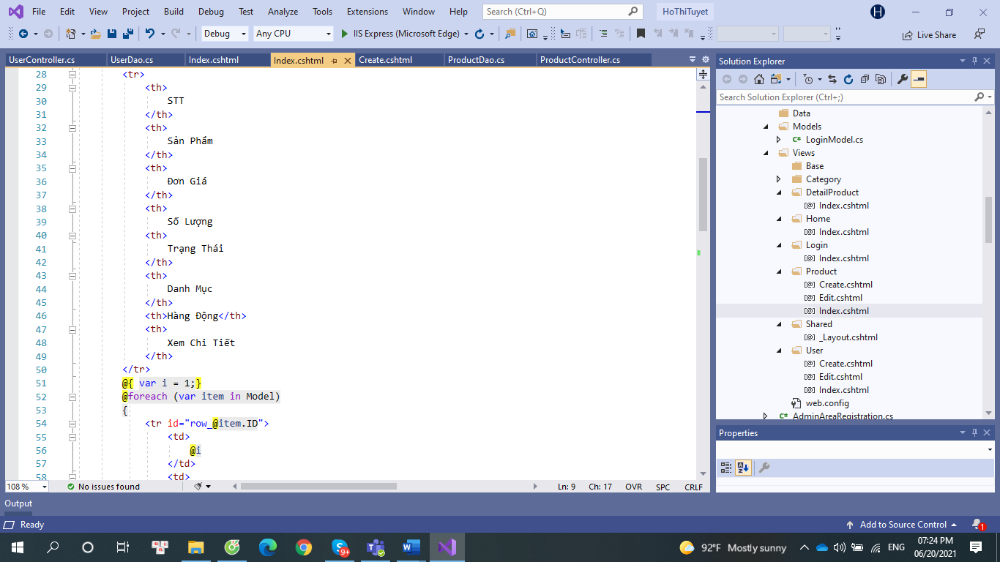 File Edit View Project Build Debug Test Analyze Tools Extensions Window Help Search (Ctrl+Q) HoThiTuyet H
Debug Any CPU IIS Express (Microsoft Edge) Live Share
UserController.cs UserDao.cs Index.cshtml Index.cshtml Create.cshtml ProductDao.cs ProductController.cs
28 <tr>
29 <th>
30 STT
31 </th>
32 <th>
33 Sản Phẩm
34 </th>
35 <th>
36 Đơn Giá
37 </th>
38 <th>
39 Số Lượng
40 <th>
41 Trạng Thái
42 </th>
43 <th>
44 Danh Mục
45 </th>
46 <th>Hàng Động</th>
47 <th>
48 Xem Chi Tiết
49 </th>
50 </tr>
51 @{ var i = 1;}
52 @foreach (var item in Model)
53 {
54 <tr id="row_@item.ID">
55 <td>
56 @i
57 </td>
58 <td>
108 % No issues found Ln: 9 Ch: 17 OVR SPC CRLF
Solution Explorer
Search Solution Explorer (Ctrl+;)
Data
Models
C# LoginModel.cs
Views
Base
Category
DetailProduct
[@] Index.cshtml
Home
[@] Index.cshtml
Login
[@] Index.cshtml
Product
[@] Create.cshtml
[@] Edit.cshtml
[@] Index.cshtml
Shared
[@] _Layout.cshtml
User
[@] Create.cshtml
[@] Edit.cshtml
[@] Index.cshtml
web.config
C# AdminAreaRegistration.cs
Properties
Output
Ready Add to Source Control 1
9+ 92°F Mostly sunny ENG 07:24 PM
06/20/2021